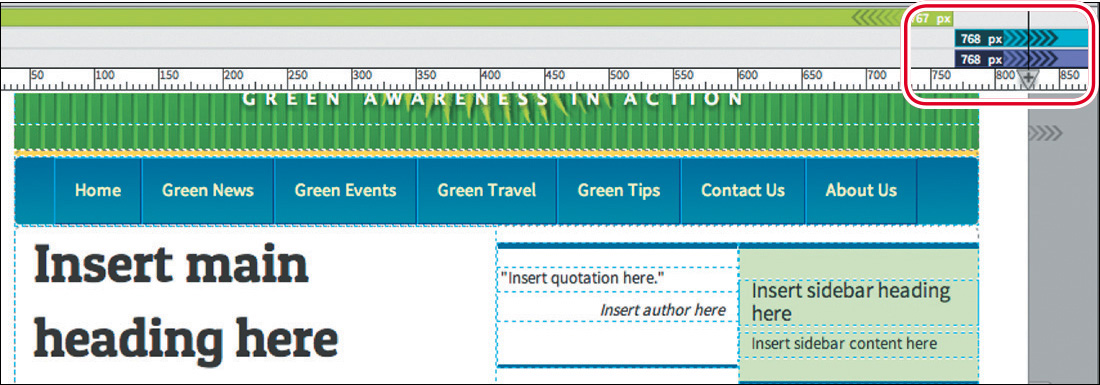 767 px
768 px
768 px
50 100 150 200 250 300 350 400 450 500 550 600 650 700 750 800 850
GREEN AWARENESS IN ACTION
Home Green News Green Events Green Travel Green Tips Contact Us About Us
Insert main
heading here
"Insert quotation here."
Insert author here
Insert sidebar heading
here
Insert sidebar content here